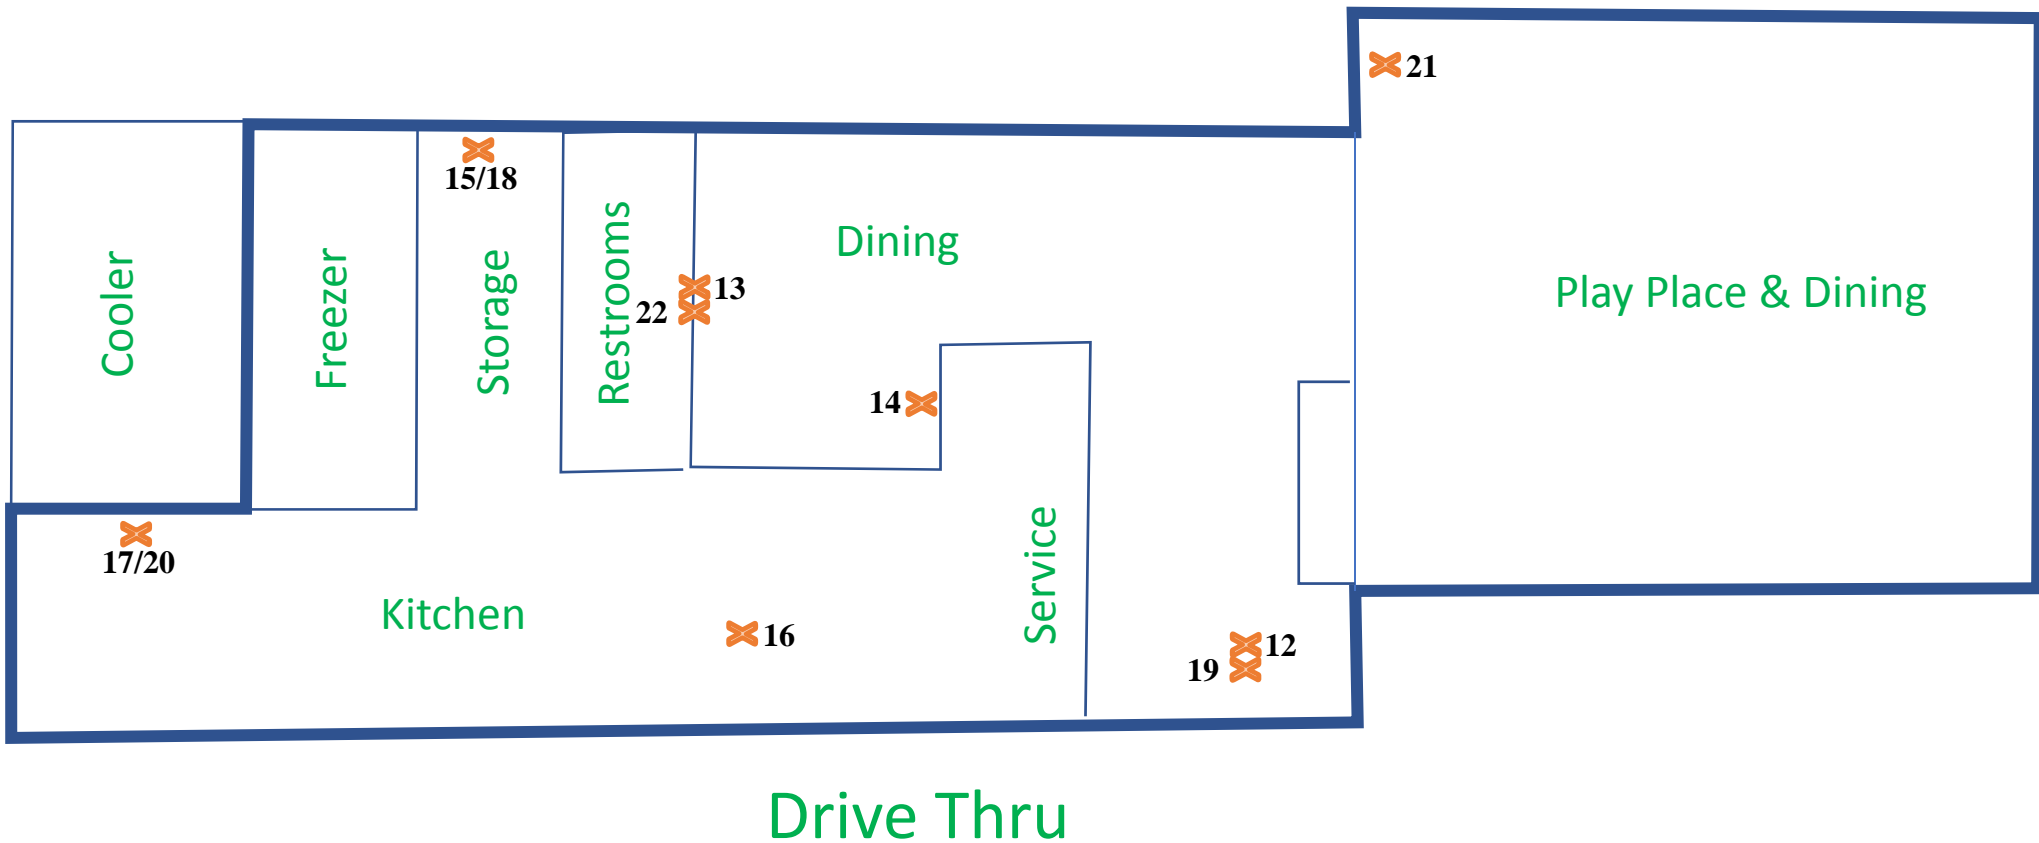 21
15/18
Cooler
Freezer
Storage
Restrooms
Dining
13
22
Play Place & Dining
14
17/20
Kitchen
16
Service
12
19
Drive Thru